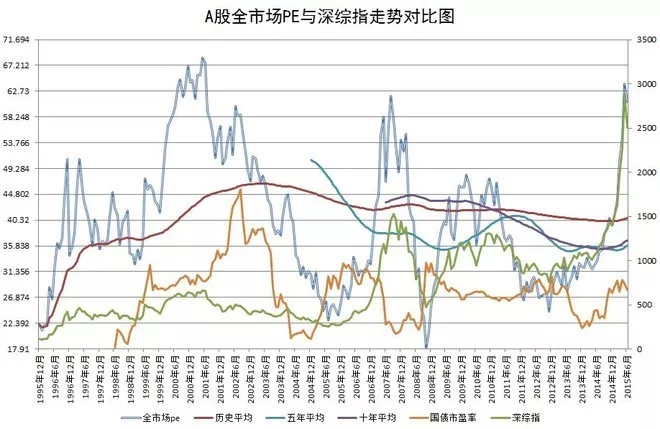 A股全市场PE与深综指走势对比图
71.694
67.212
62.73
58.248
53.766
49.284
44.802
40.32
35.838
31.356
26.874
22.392
17.91
3500
3000
2500
2000
1500
1000
500
0
1995年12月
1996年6月
1996年12月
1997年6月
1997年12月
1998年6月
1998年12月
1999年6月
1999年12月
2000年6月
2000年12月
2001年6月
2001年12月
2002年6月
2002年12月
2003年6月
2003年12月
2004年6月
2004年12月
2005年6月
2005年12月
2006年6月
2006年12月
2007年6月
2007年12月
2008年6月
2008年12月
2009年6月
2009年12月
2010年6月
2010年12月
2011年6月
2011年12月
2012年6月
2012年12月
2013年6月
2013年12月
2014年6月
2014年12月
2015年6月
全市场pe
历史平均
五年平均
十年平均
国债市盈率
深综指